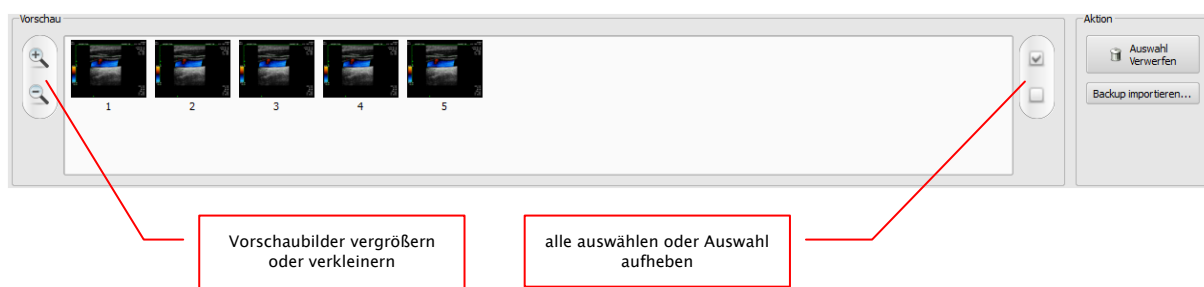 Vorschau
Aktion
1
2
3
4
5
Auswahl
Verwerfen
Backup importieren...
Vorschaubilder vergrößern
oder verkleinern
alle auswählen oder Auswahl
aufheben